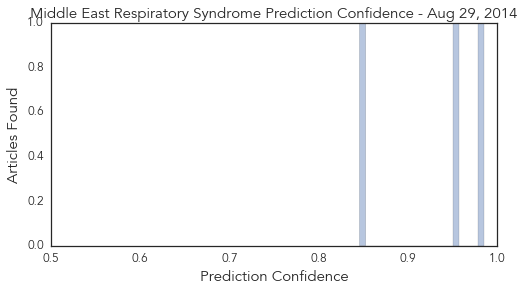 Middle East Respiratory Syndrome Prediction Confidence - Aug 29, 2014
1.0
0.8
0.6
0.4
0.2
0.0
Articles Found
0.5 0.6 0.7 0.8 0.9 1.0
Prediction Confidence